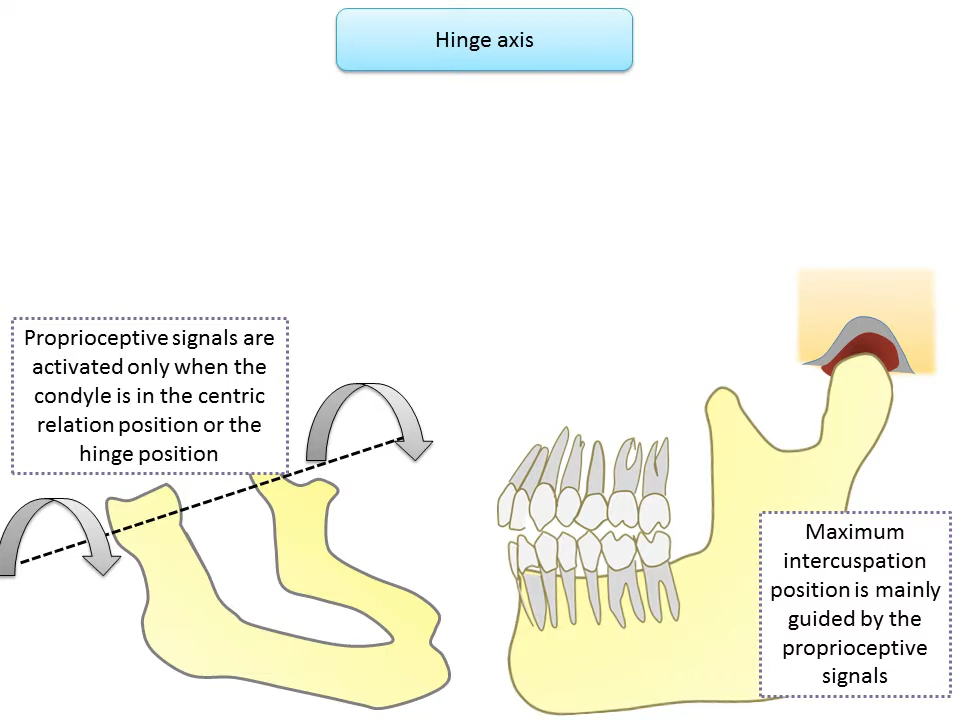 Hinge axis
Proprioceptive signals are
activated only when the
condyle is in the centric
relation position or the
hinge position
Maximum
intercuspation
position is mainly
guided by the
proprioceptive
signals